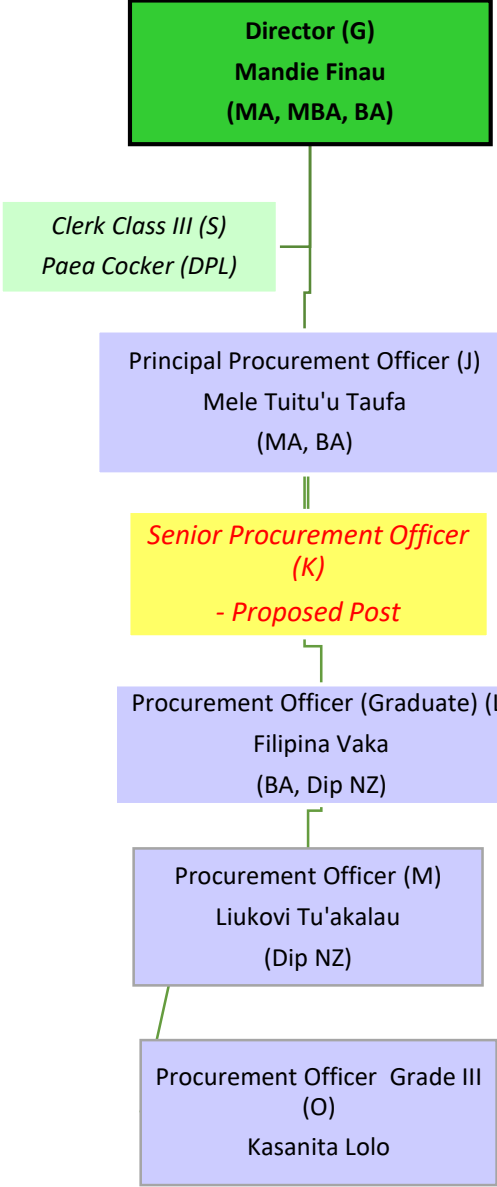 Director (G)
Mandie Finau
(MA, MBA, BA)
Clerk Class III (S)
Paea Cocker (DPL)
Principal Procurement Officer (J)
Mele Tuitu'u Taufa
(MA, BA)
Senior Procurement Officer
(K)
- Proposed Post
Procurement Officer (Graduate)
Filipina Vaka
(BA, Dip NZ)
Procurement Officer (M)
Liukovi Tu'akalau
(Dip NZ)
Procurement Officer Grade III
(O)
Kasanita Lolo